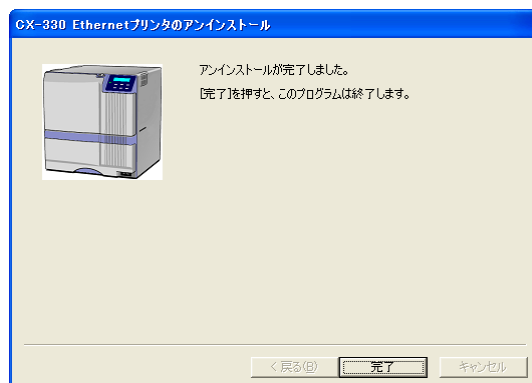 CX-330 Ethernetプリンタのアンインストール
アンインストールが完了しました。
[完了]を押すと、このプログラムは終了します。
< 戻る(B)
完了
キャンセル